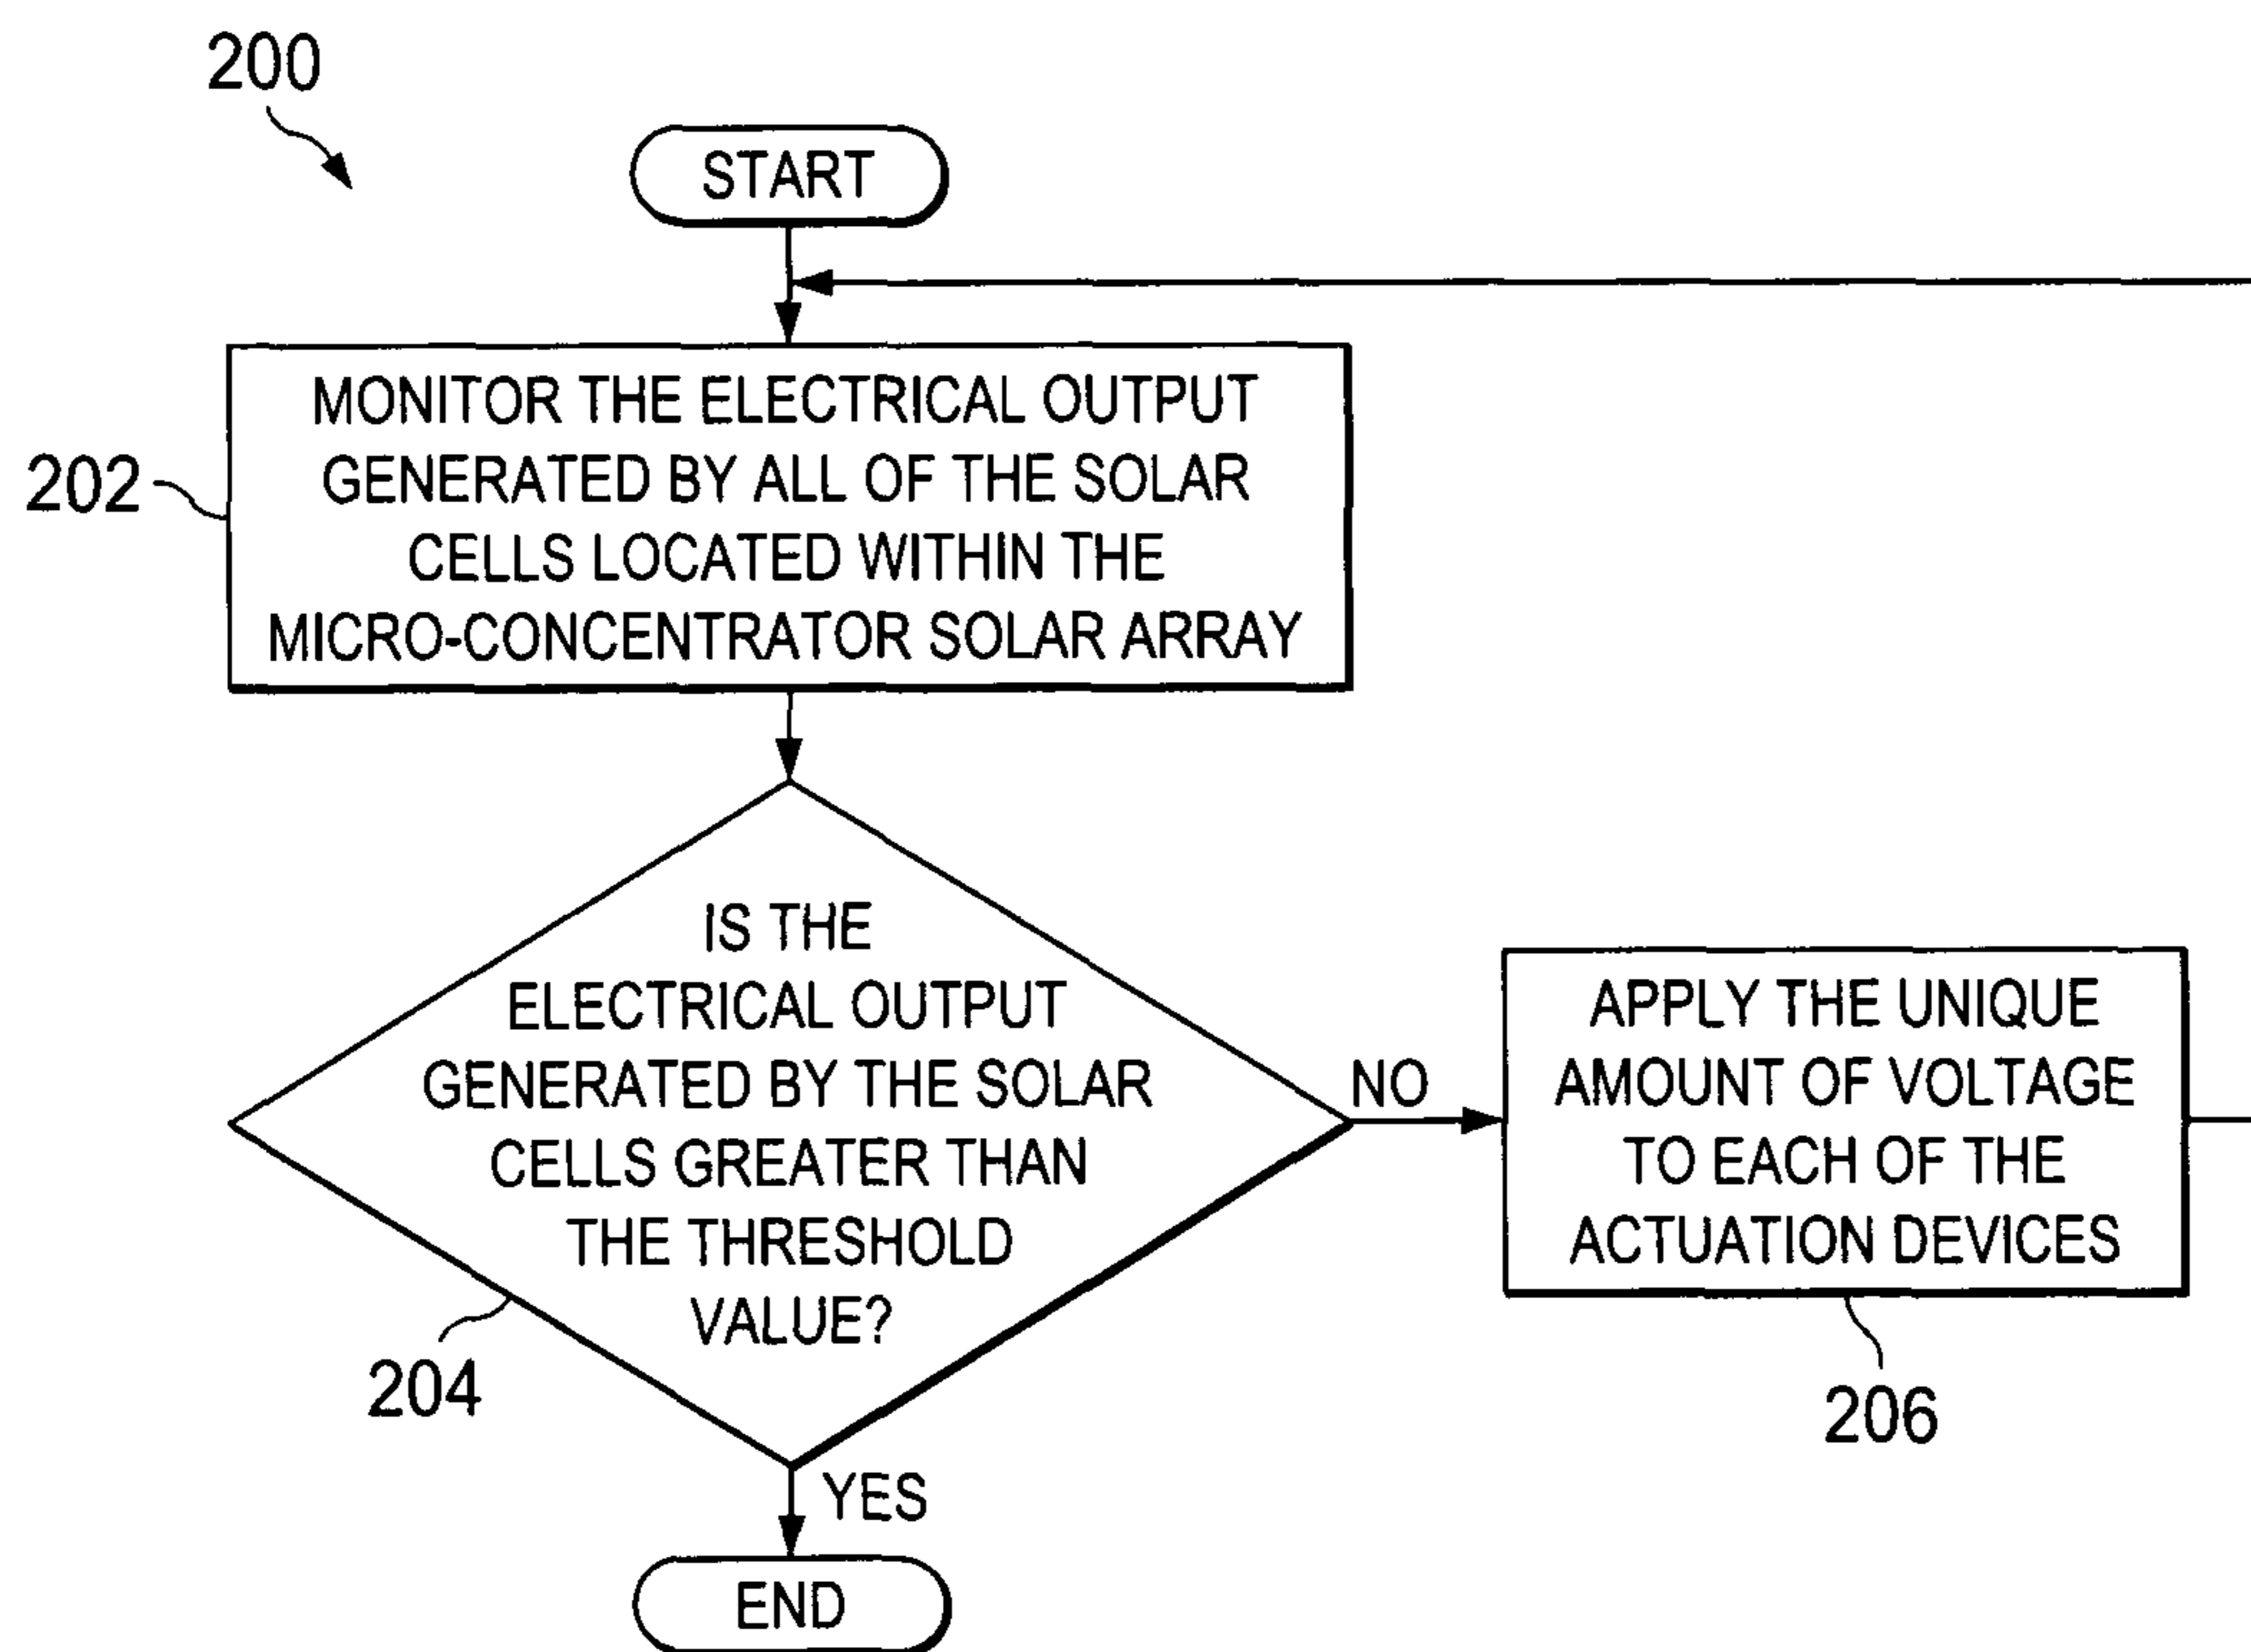 200
START
202
MONITOR THE ELECTRICAL OUTPUT
GENERATED BY ALL OF THE SOLAR
CELLS LOCATED WITHIN THE
MICRO-CONCENTRATOR SOLAR ARRAY
IS THE
ELECTRICAL OUTPUT
GENERATED BY THE SOLAR
CELLS GREATER THAN
THE THRESHOLD
VALUE?
204
NO
APPLY THE UNIQUE
AMOUNT OF VOLTAGE
TO EACH OF THE
ACTUATION DEVICES
206
YES
END